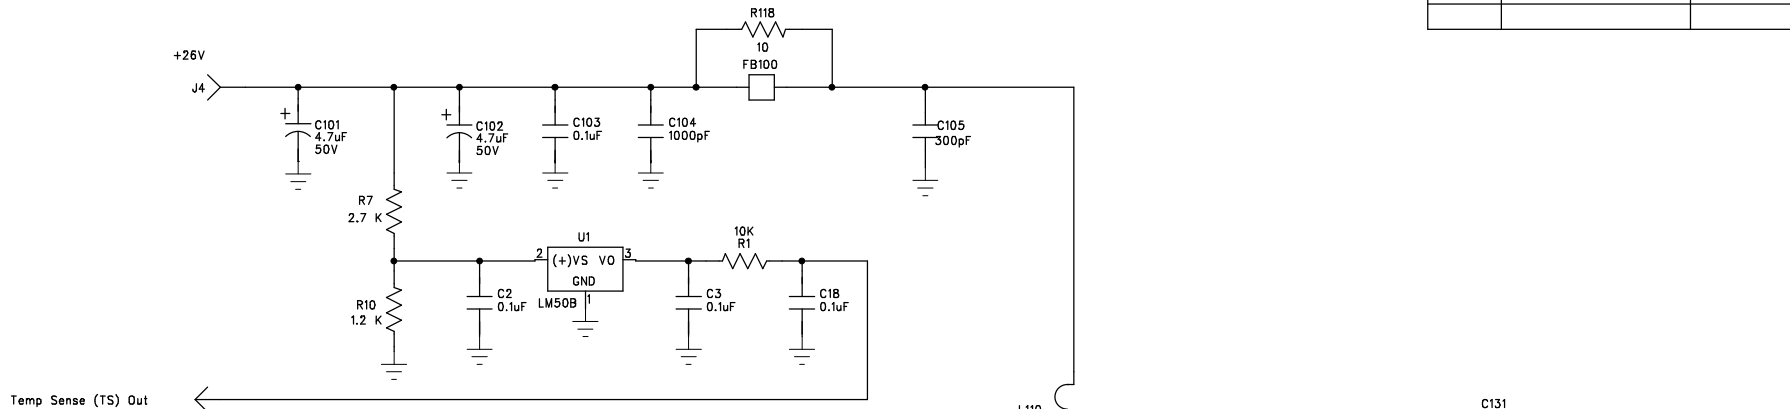 R118
10
+26V
FB100
J4
+
C101
4.7uF
50V
+
C102
4.7uF
50V
C103
0.1uF
C104
1000pF
C105
300pF
R7
2.7 K
10K
R1
U1
2
(+)VS VO
3
GND
LM50B
1
C2
0.1uF
C3
0.1uF
C18
0.1uF
R10
1.2 K
Temp Sense (TS) Out
C131